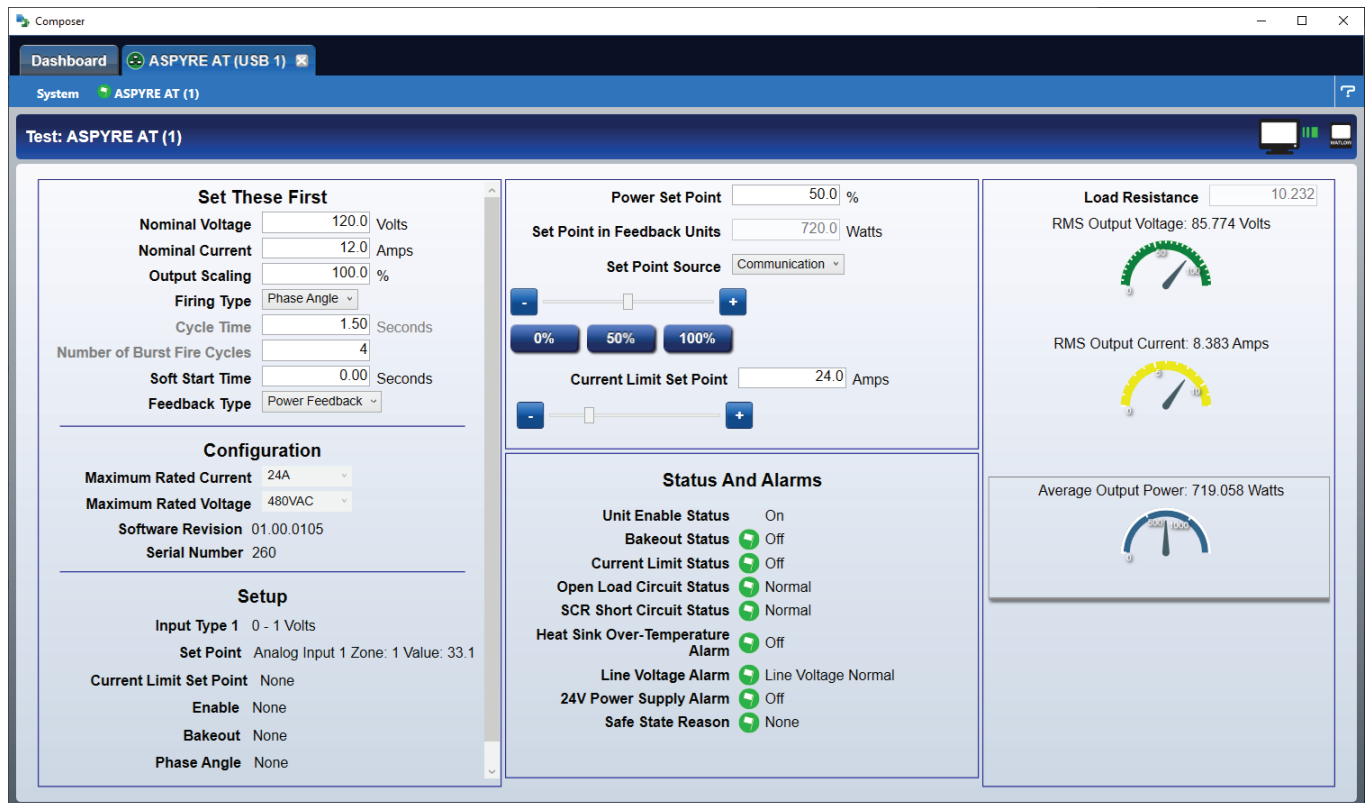 Composer
Dashboard ASPYRE AT (USB 1)
System ASPYRE AT (1)
Test: ASPYRE AT (1)
WATLOW
Set These First
Nominal Voltage 120.0 Volts
Nominal Current 12.0 Amps
Output Scaling 100.0 %
Firing Type Phase Angle
Cycle Time 1.50 Seconds
Number of Burst Fire Cycles 4
Soft Start Time 0.00 Seconds
Feedback Type Power Feedback
Configuration
Maximum Rated Current 24A
Maximum Rated Voltage 480VAC
Software Revision 01.00.0105
Serial Number 260
Setup
Input Type 1 0 - 1 Volts
Set Point Analog Input 1 Zone: 1 Value: 33.1
Current Limit Set Point None
Enable None
Bakeout None
Phase Angle None
Power Set Point 50.0 %
Set Point in Feedback Units 720.0 Watts
Set Point Source Communication
- +
0% 50% 100%
Current Limit Set Point 24.0 Amps
- +
Status And Alarms
Unit Enable Status On
Bakeout Status Off
Current Limit Status Off
Open Load Circuit Status Normal
SCR Short Circuit Status Normal
Heat Sink Over-Temperature
Alarm Off
Line Voltage Alarm Line Voltage Normal
24V Power Supply Alarm Off
Safe State Reason None
Load Resistance 10.232
RMS Output Voltage: 85.774 Volts
0 50 100
RMS Output Current: 8.383 Amps
0 5 10
Average Output Power: 719.058 Watts
0 500 1000